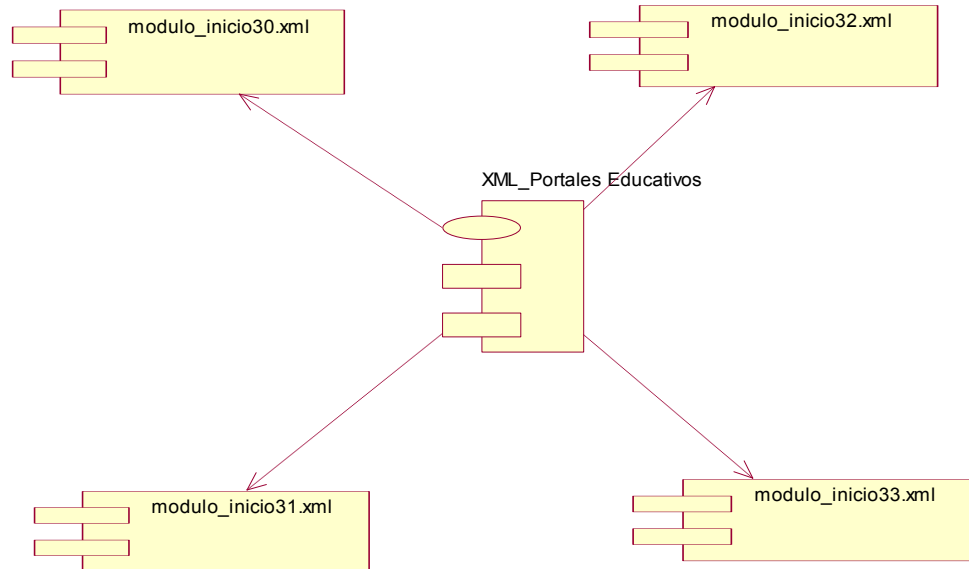 modulo_inicio30.xml
modulo_inicio32.xml
XML_Portales Educativos
modulo_inicio31.xml
modulo_inicio33.xml